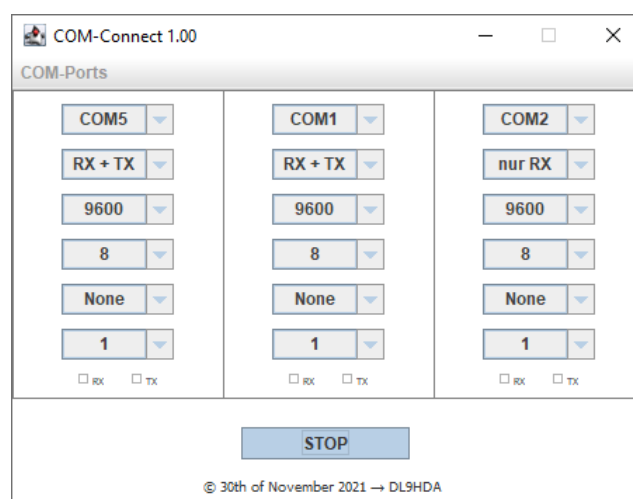 COM-Connect 1.00
COM-Ports
COM5 COM1 COM2
RX + TX RX + TX nur RX
9600 9600 9600
8 8 8
None None None
1 1 1
RX TX RX TX RX TX
STOP
© 30th of November 2021 → DL9HDA